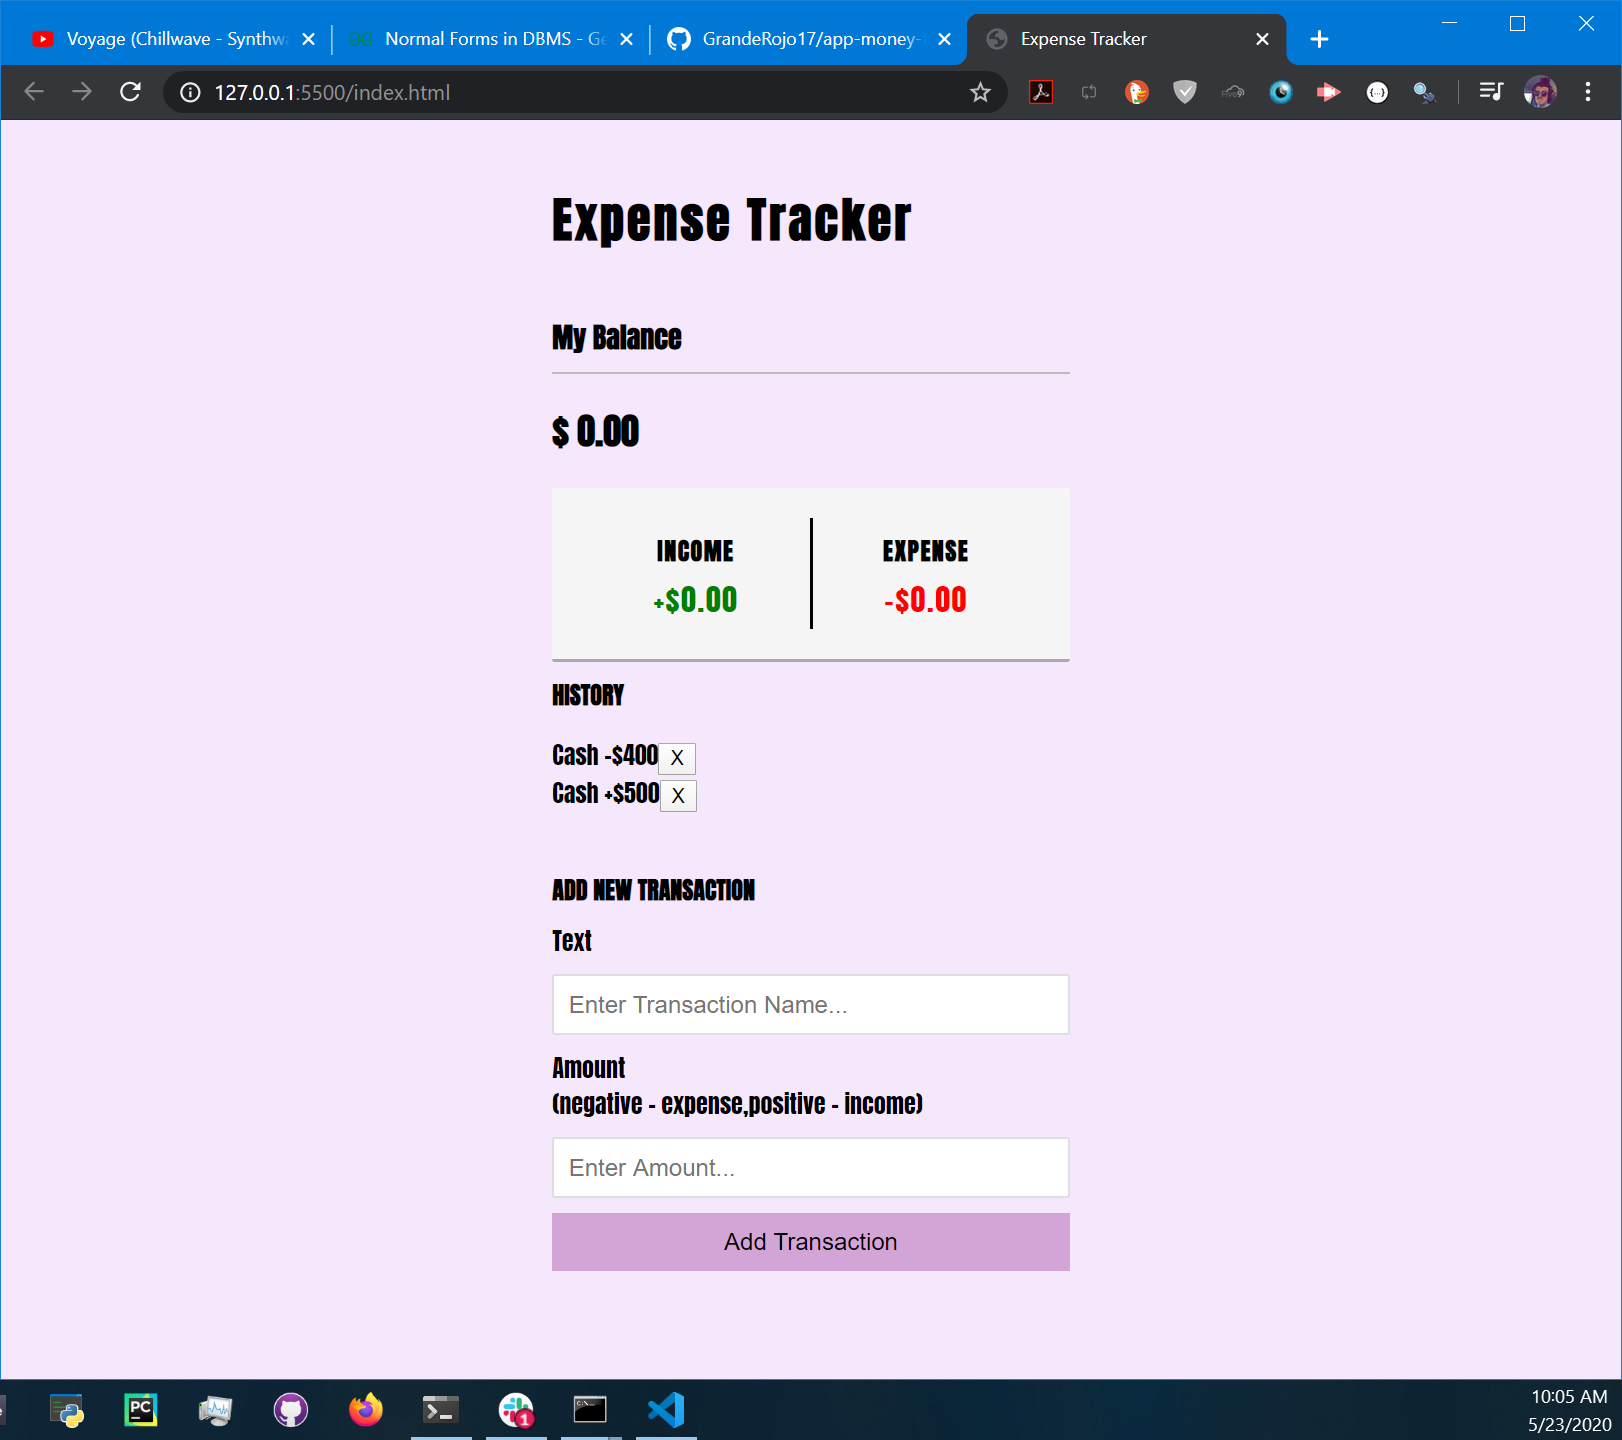 Voyage (Chillwave - Synthwa
Normal Forms in DBMS - Ge
GrandeRojo17/app-money-
Expense Tracker
127.0.0.1:5500/index.html
Expense Tracker
My Balance
$ 0.00
INCOME
+$0.00
EXPENSE
-$0.00
HISTORY
Cash -$400 X
Cash +$500 X
ADD NEW TRANSACTION
Text
Enter Transaction Name...
Amount
(negative - expense,positive - income)
Enter Amount...
Add Transaction
PC
1
10:05 AM
5/23/2020